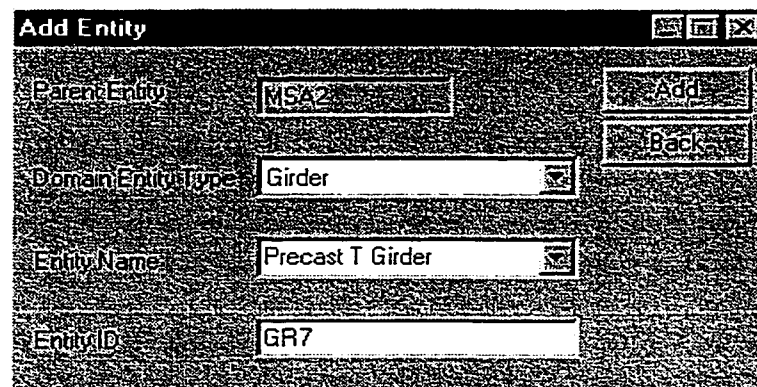 Add Entity
Parent Entity MSA2 Add
Back
Domain Entity Type Girder
Entity Name Precast T Girder
Entity ID GR7